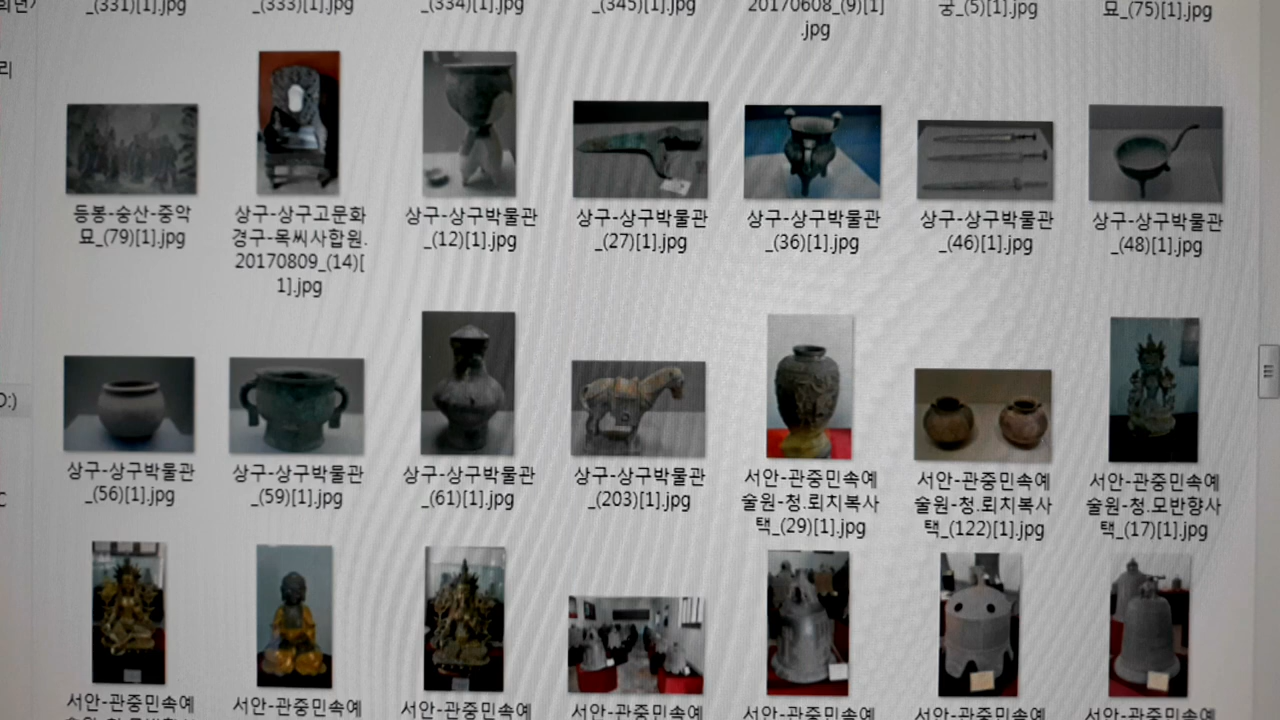 _(331)[1].jpg
_(333)[1].jpg
_(334)[1].jpg
_(345)[1].jpg
20170608_(9)[1]
.jpg
궁_(5)[1].jpg
묘_(75)[1].jpg
리
등봉-숭산-중악
묘_(79)[1].jpg
상구-상구고문화
경구-목씨사합원.
20170809_(14)[
1].jpg
상구-상구박물관
_(12)[1].jpg
상구-상구박물관
_(27)[1].jpg
상구-상구박물관
_(36)[1].jpg
상구-상구박물관
_(46)[1].jpg
상구-상구박물관
_(48)[1].jpg
상구-상구박물관
_(56)[1].jpg
상구-상구박물관
_(59)[1].jpg
상구-상구박물관
_(61)[1].jpg
상구-상구박물관
_(203)[1].jpg
서안-관중민속예
술원-청.뢰치복사
택_(29)[1].jpg
서안-관중민속예
술원-청.뢰치복사
택_(122)[1].jpg
서안-관중민속예
술원-청.모반향사
택_(17)[1].jpg
서안-관중민속예
서안-관중민속예
서안-관중민속예
서안-관중민속예
서안-관중민속예
서안-관중민속예
서안-관중민속예